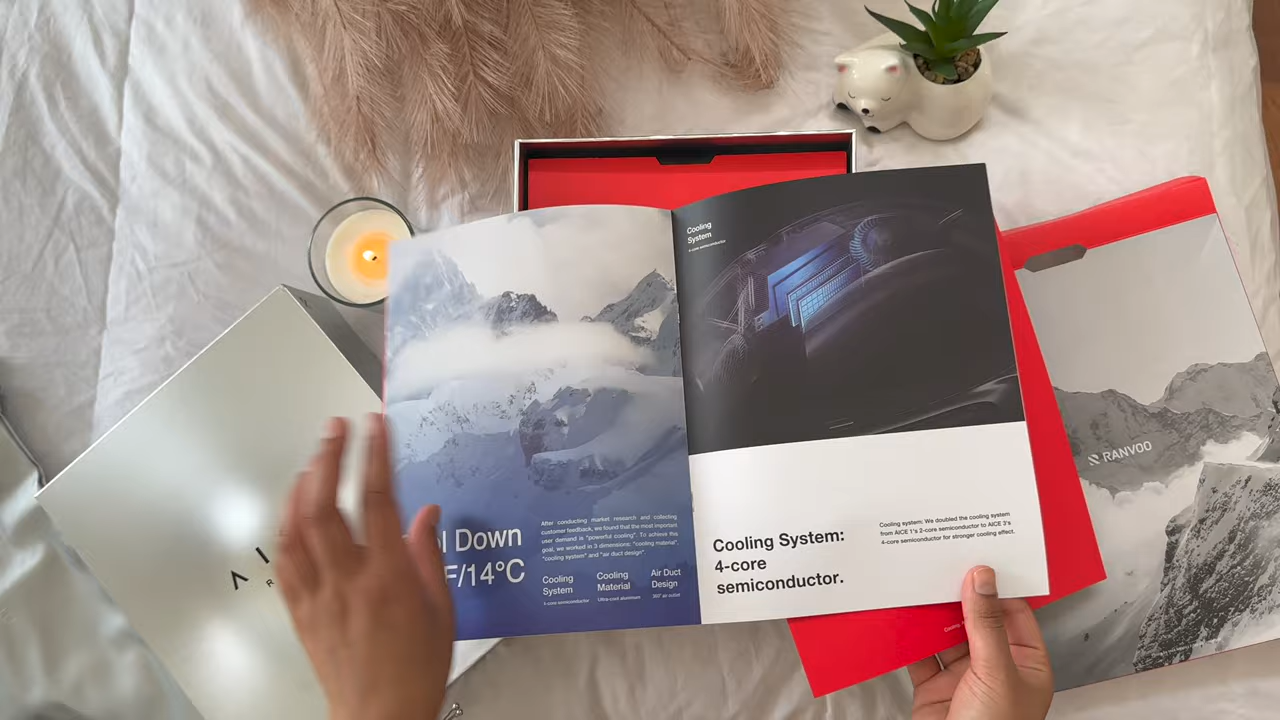 Cooling
System
4-core semiconductor
l Down
F/14°C
After conducting market research and collecting
customer feedback, we found that the most important
user demand is "powerful cooling". To achieve this
goal, we worked in 3 dimensions: "cooling material",
"cooling system" and "air duct design"
Cooling
System
4-core semiconductor
Cooling
Material
Ultra-cool aluminum
Air Duct
Design
360° air outlet
Cooling System:
4-core
semiconductor.
Cooling system: We doubled the cooling system
from AICE 1's 2-core semiconductor to AICE 3's
4-core semiconductor for stronger cooling effect.
RANVOO